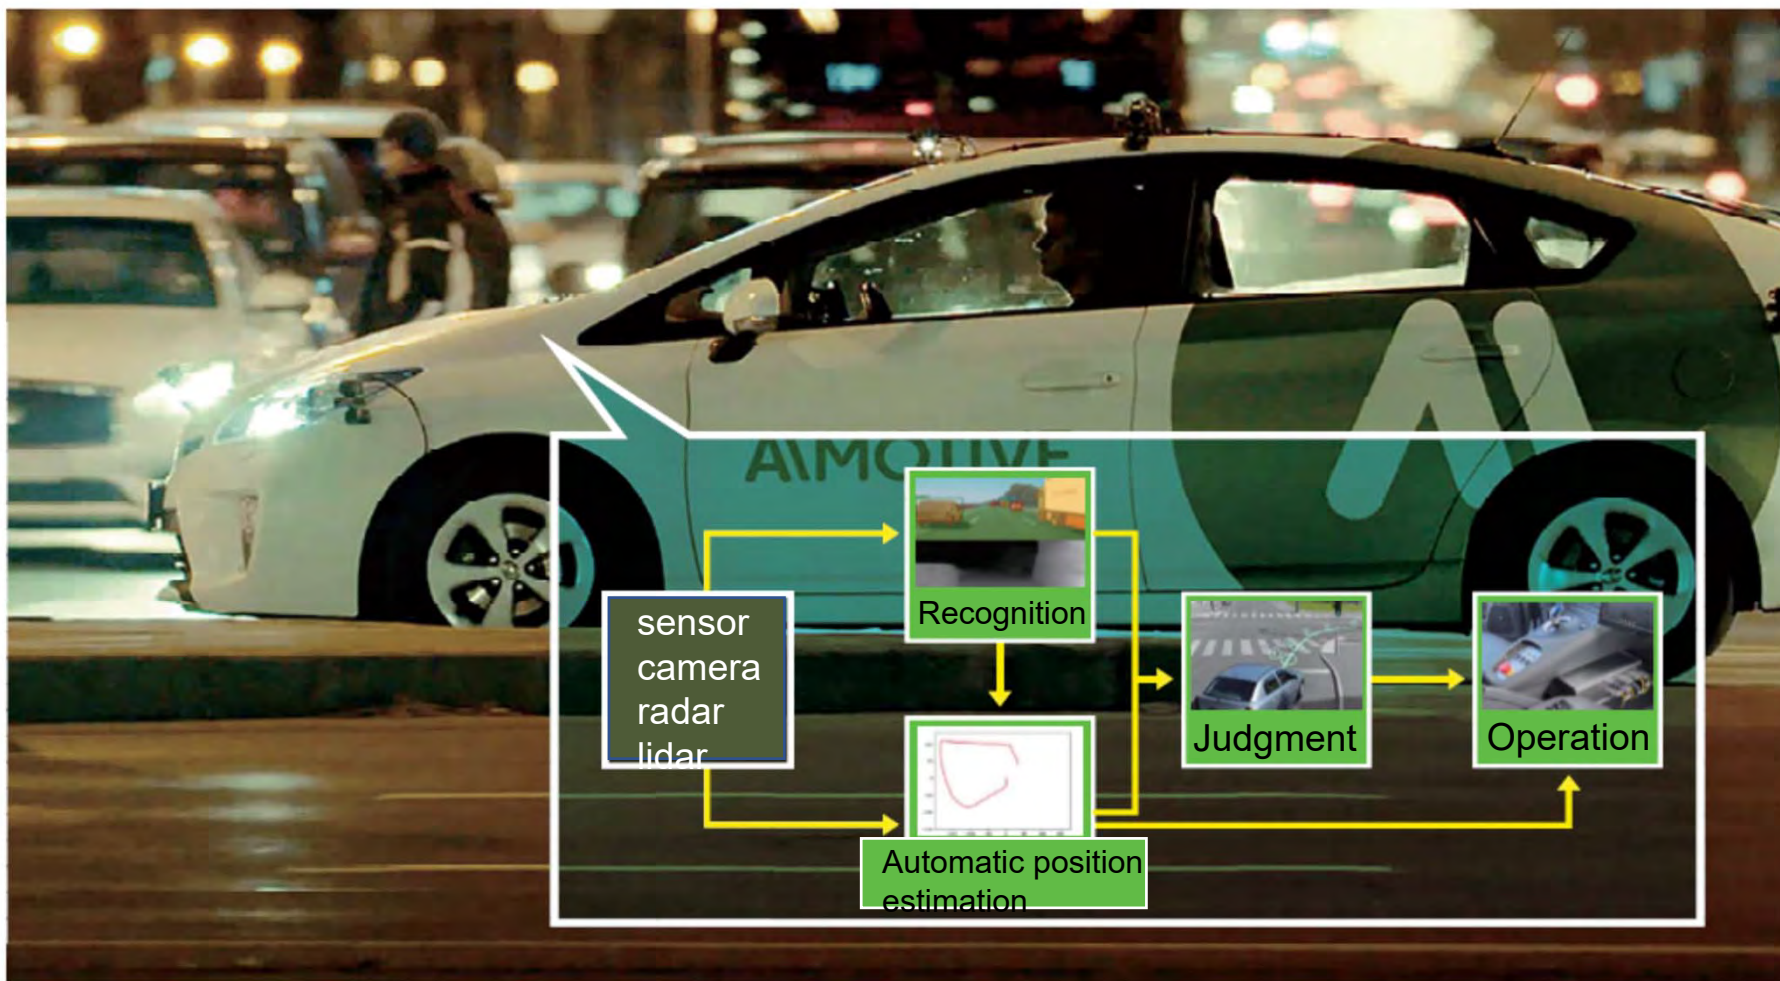 AIMOTIVE
Recognition
sensor
camera
radar
lidar
Judgment
Operation
Automatic position
estimation